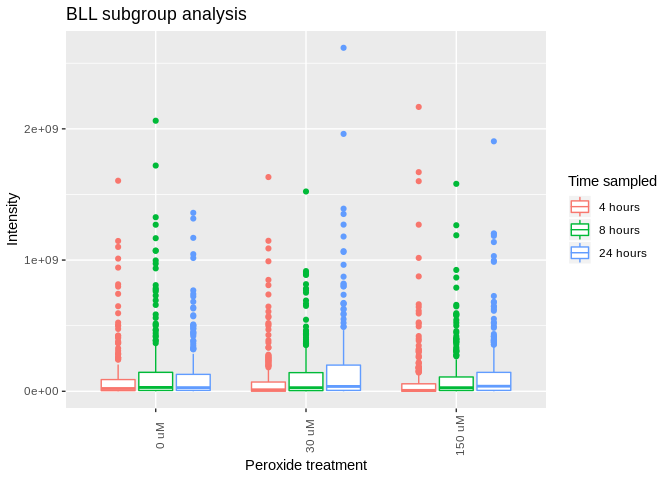 BLL subgroup analysis
Intensity
2e+09
1e+09
0e+00
0 uM
30 uM
150 uM
Peroxide treatment
Time sampled
4 hours
8 hours
24 hours